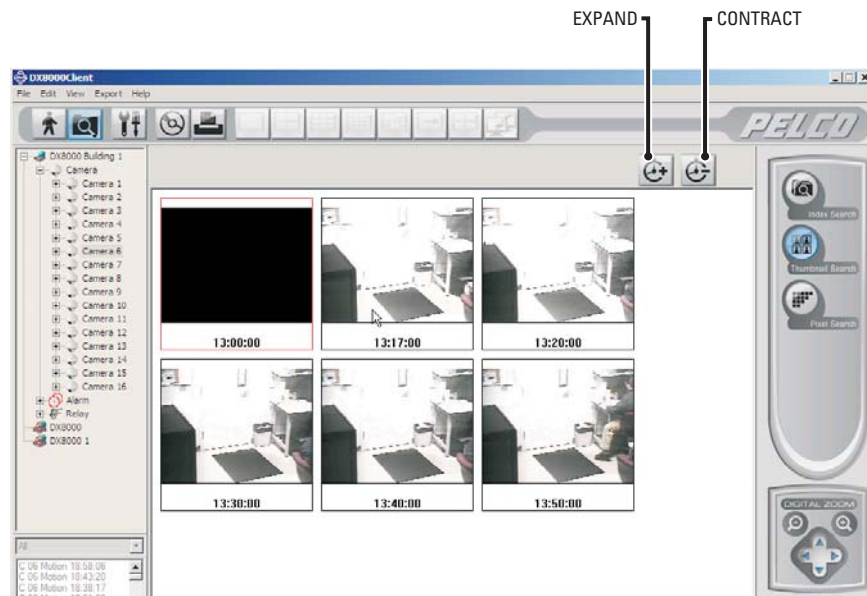 EXPAND CONTRACT
DX8000Client
File Edit View Export Help
PELCO
DX8000 Building 1
Camera
Camera 1
Camera 2
Camera 3
Camera 4
Camera 5
Camera 6
Camera 7
Camera 8
Camera 9
Camera 10
Camera 11
Camera 12
Camera 13
Camera 14
Camera 15
Camera 16
Alarm
Relay
DX8000
DX8000 1
13:00:00 13:17:00 13:20:00
13:30:00 13:40:00 13:50:00
Index Search
Thumbnail Search
Pixel Search
DIGITAL ZOOM
All
C 06 Motion 18:58:06
C 06 Motion 18:43:20
C 06 Motion 18:38:17